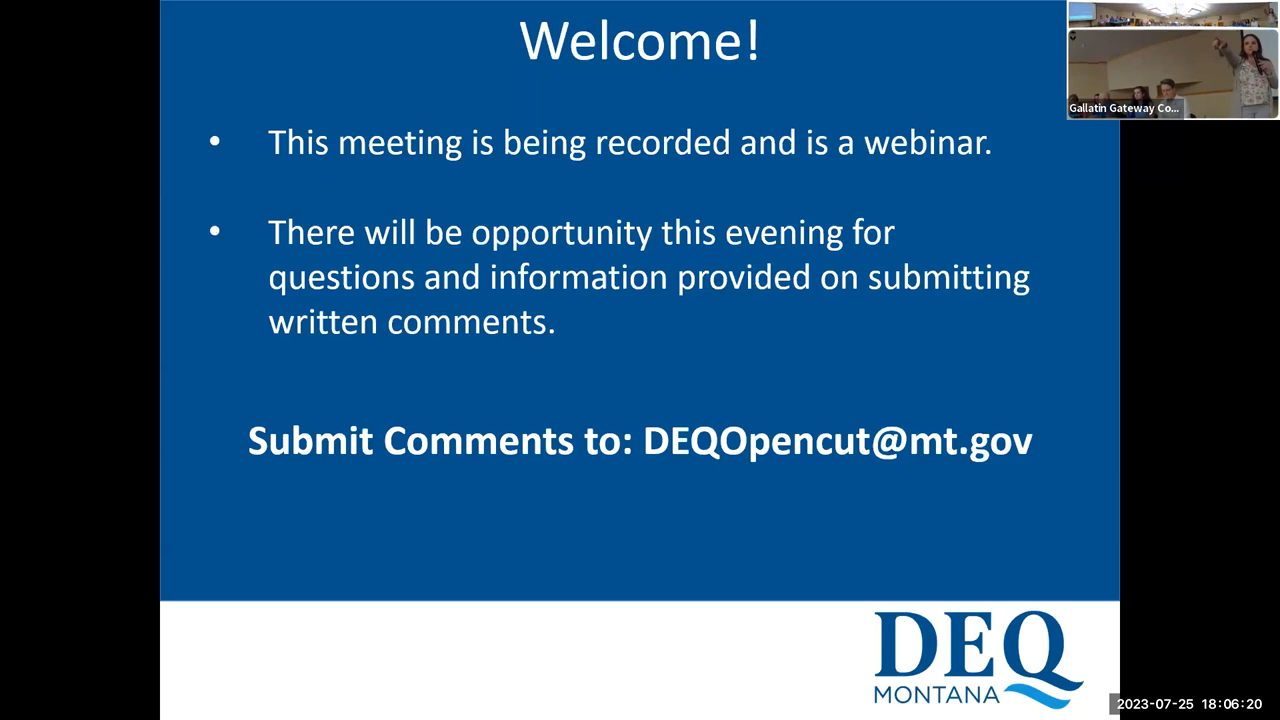 Welcome!
• This meeting is being recorded and is a webinar.
• There will be opportunity this evening for
questions and information provided on submitting
written comments.
Submit Comments to: DEQOpencut@mt.gov
DEQ
MONTANA
Gallatin Gateway Co...
2023-07-25 18:06:20